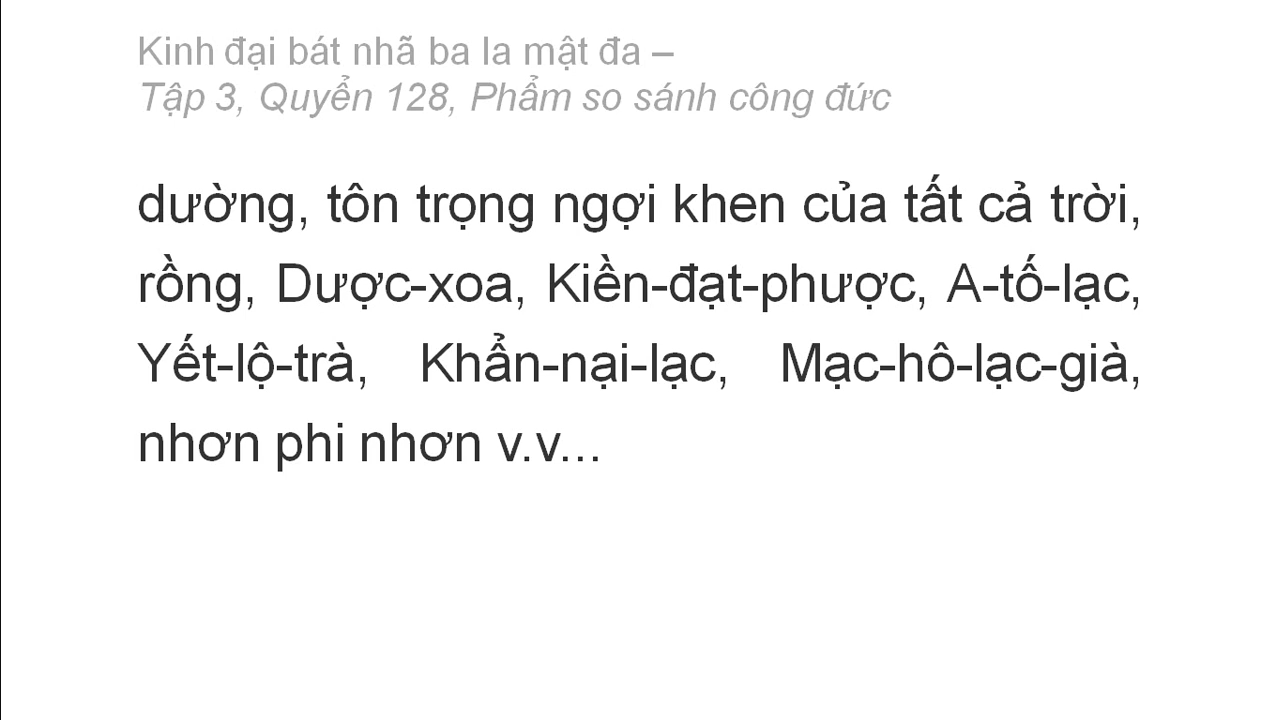 Kinh đại bát nhã ba la mật đa –
Tập 3, Quyển 128, Phẩm so sánh công đức
dường, tôn trọng ngợi khen của tất cả trời,
rồng, Dược-xoa, Kiền-đạt-phược, A-tố-lạc,
Yết-lộ-trà, Khẩn-nại-lạc, Mạc-hô-lạc-già,
nhơn phi nhơn v.v...